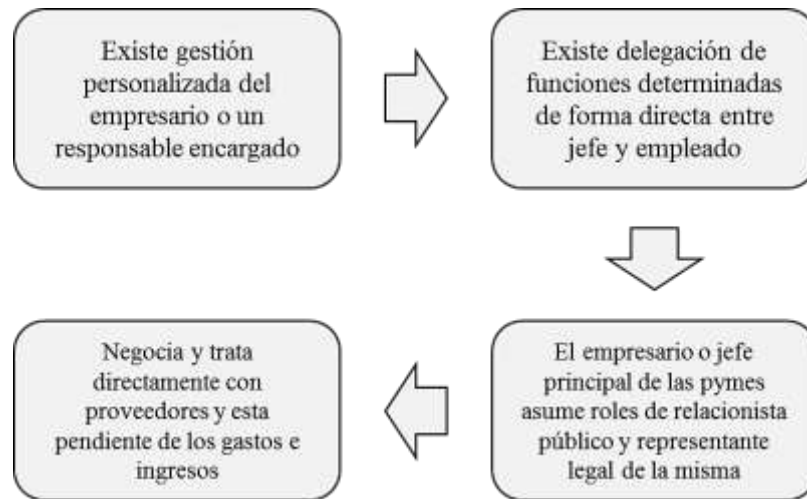 Existe gestión
personalizada del
empresario o un
responsable encargado
Existe delegación de
funciones determinadas
de forma directa entre
jefe y empleado
El empresario o jefe
principal de las pymes
asume roles de relacionista
público y representante
legal de la misma
Negocia y trata
directamente con
proveedores y esta
pendiente de los gastos e
ingresos